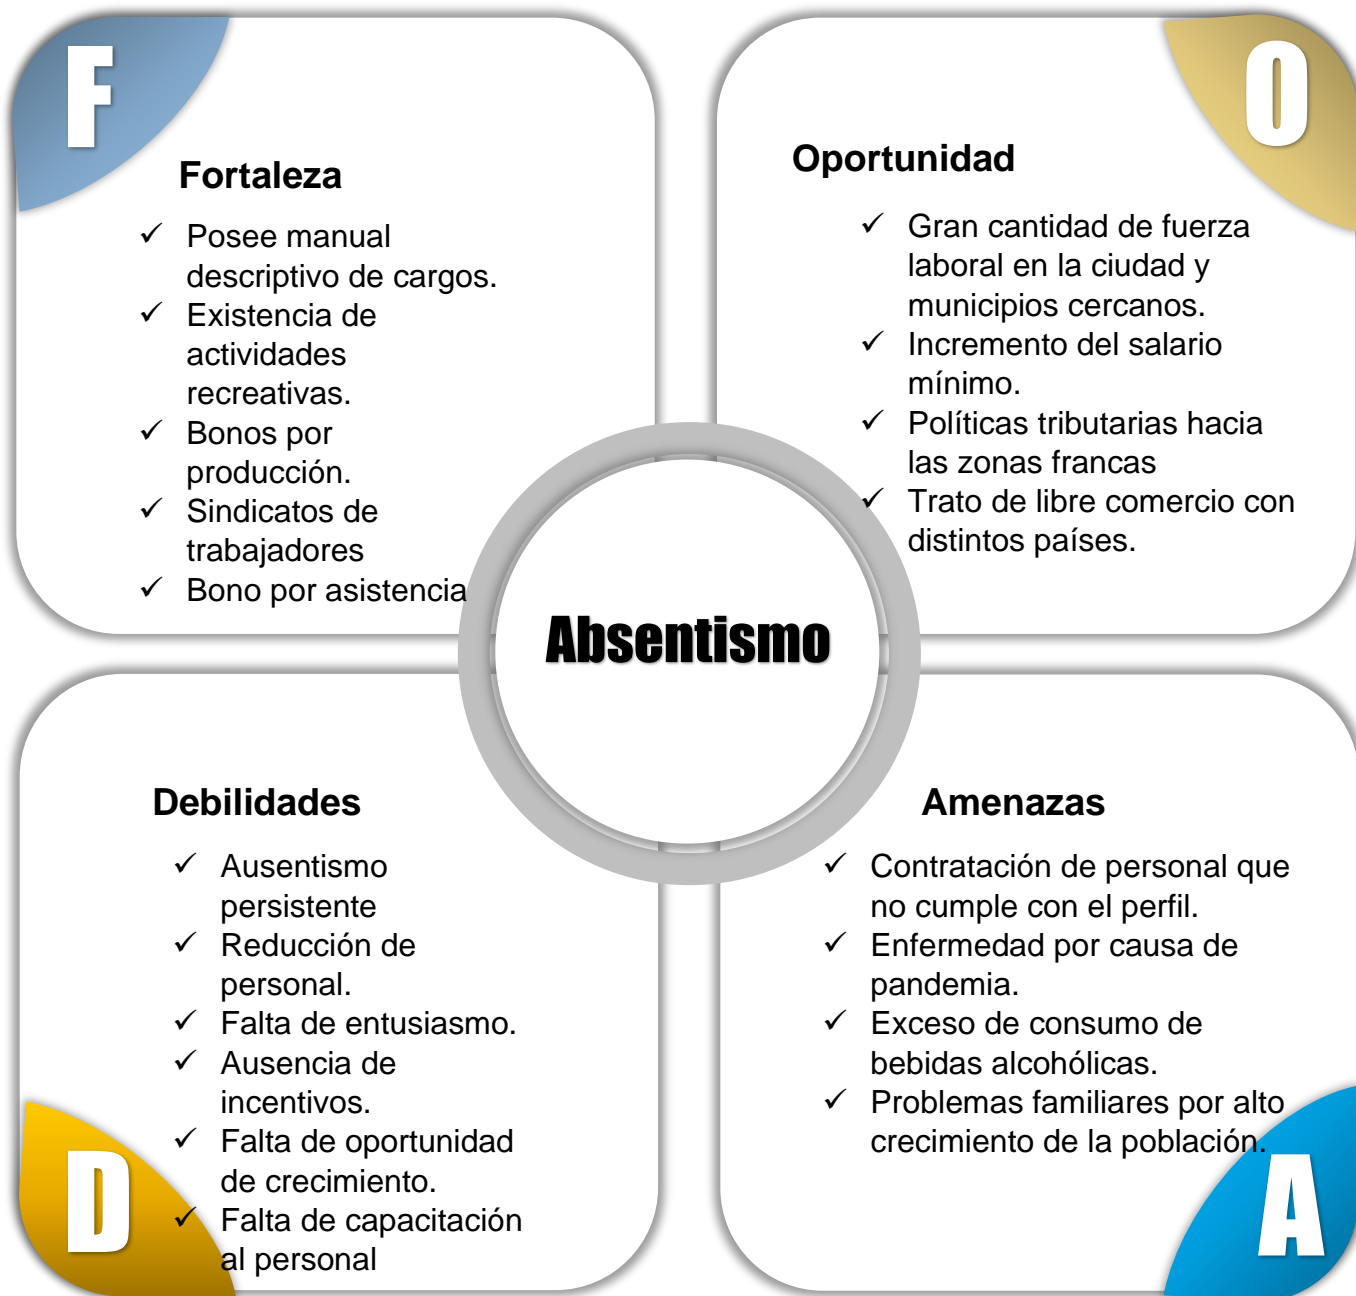 F
Fortaleza
✓ Posee manual
descriptivo de cargos.
✓ Existencia de
actividades
recreativas.
✓ Bonos por
producción.
✓ Sindicatos de
trabajadores
✓ Bono por asistencia
O
Oportunidad
✓ Gran cantidad de fuerza
laboral en la ciudad y
municipios cercanos.
✓ Incremento del salario
mínimo.
✓ Políticas tributarias hacia
las zonas francas
✓ Trato de libre comercio con
distintos países.
Absentismo
Debilidades
✓ Ausentismo
persistente
✓ Reducción de
personal.
✓ Falta de entusiasmo.
✓ Ausencia de
incentivos.
✓ Falta de oportunidad
de crecimiento.
✓ Falta de capacitación
al personal
D
Amenazas
✓ Contratación de personal que
no cumple con el perfil.
✓ Enfermedad por causa de
pandemia.
✓ Exceso de consumo de
bebidas alcohólicas.
✓ Problemas familiares por alto
crecimiento de la población.
A